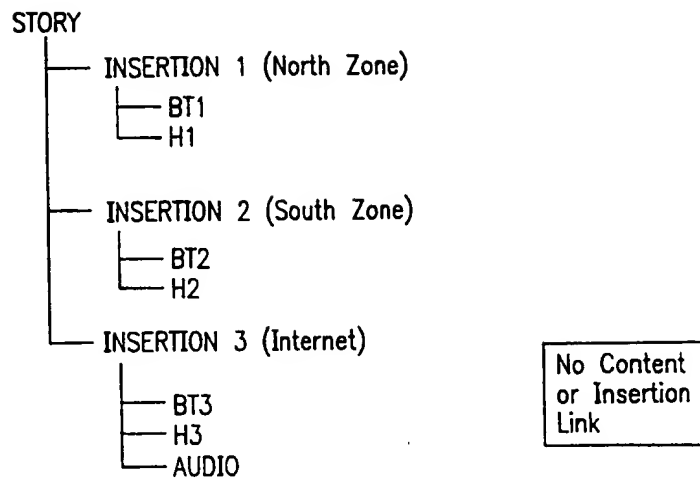 STORY
INSERTION 1 (North Zone)
BT1
H1
INSERTION 2 (South Zone)
BT2
H2
INSERTION 3 (Internet)
BT3
H3
AUDIO
No Content
or Insertion
Link